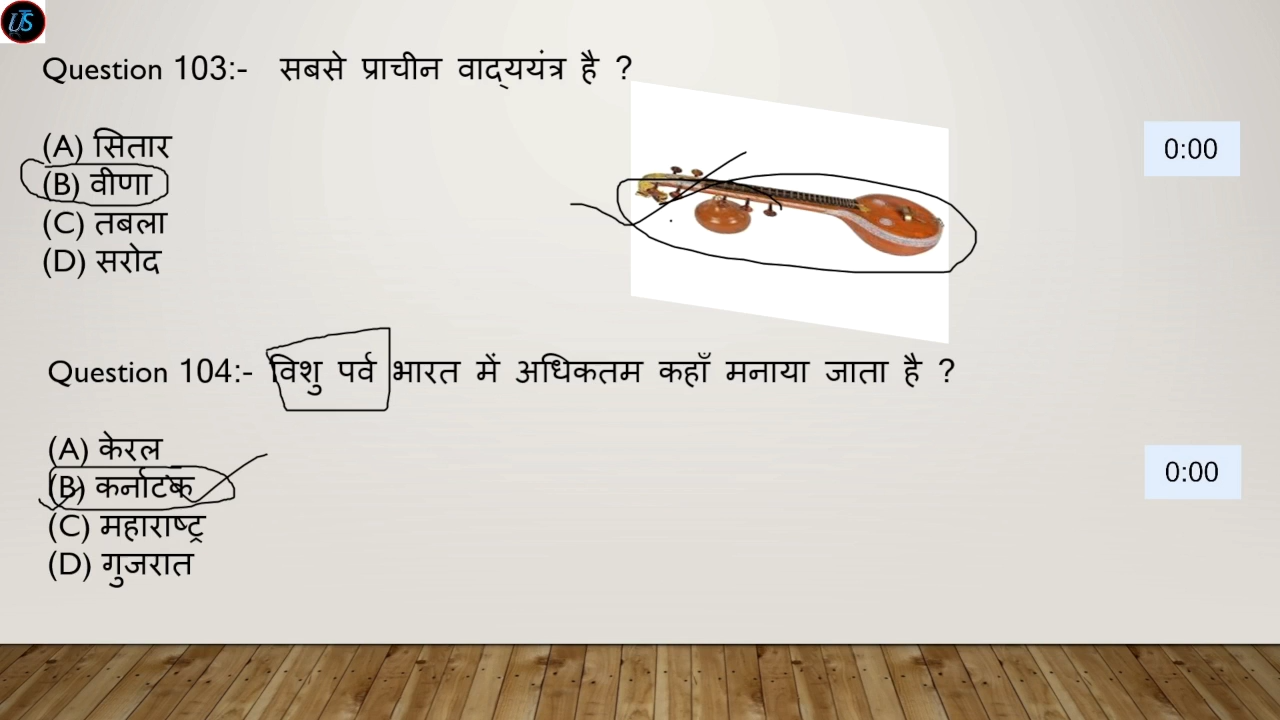 US
Question 103:- सबसे प्राचीन वाद्ययंत्र है ?
(A) सितार
(B) वीणा
(C) तबला
(D) सरोद
0:00
Question 104:- विशु पर्व भारत में अधिकतम कहाँ मनाया जाता है ?
(A) केरल
(B) कर्नाटक
(C) महाराष्ट्र
(D) गुजरात
0:00